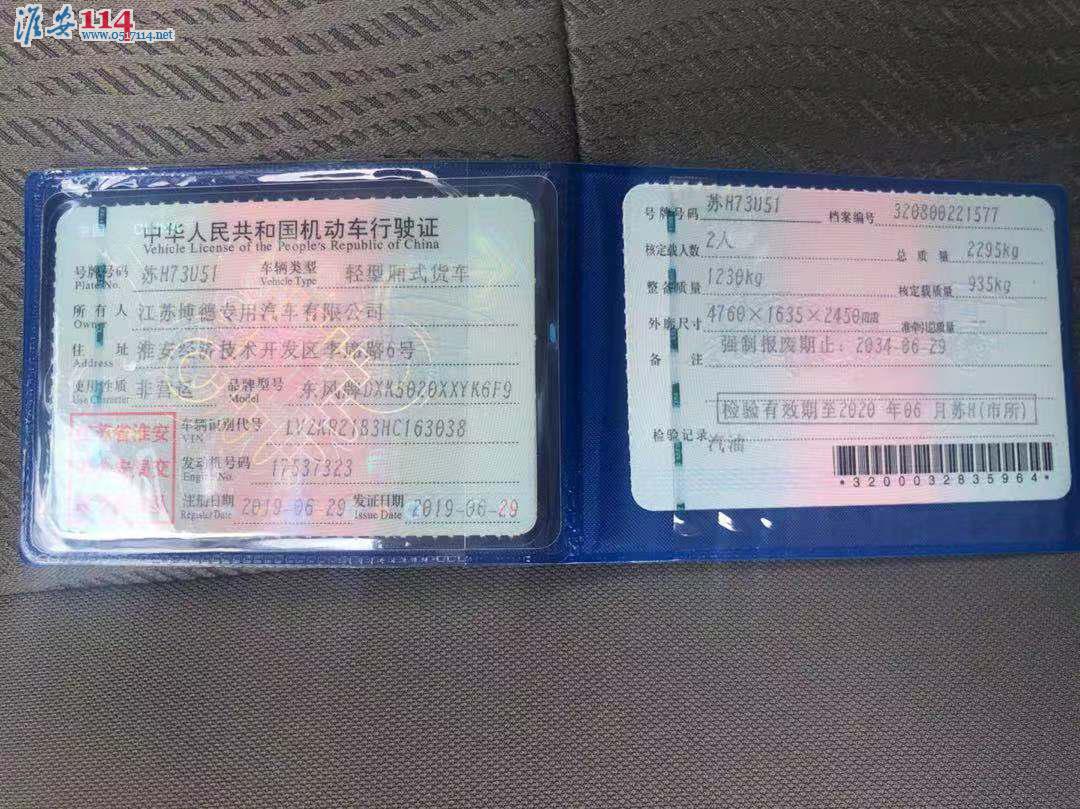 淮安114
www.0517114.net
中华人民共和国机动车行驶证
Vehicle License of the People's Republic of China
号牌号码 苏H73U51 车辆类型 轻型厢式货车
Plate No. Vehicle Type
所有人 江苏博德专用汽车有限公司
Owner
住址 淮安经济技术开发区李湾路6号
Address
使用性质 非营运 品牌型号 东风牌DXK5020XXYK6F9
Use Character Model
江苏省淮安
车辆识别代号
VIN LVZKR21B3HC163038
发动机号码 17537323
Engine No.
注册日期 2019-06-29 发证日期 2019-06-29
Register Date Issue Date
号牌号码 苏H73U51 档案编号 320800221577
核定载人数 2人 总质量 2295kg
整备质量 1230kg 核定载质量 935kg
外廓尺寸 4760×1635×2450mm 准牵引总质量 --
备注 强制报废期止:2034-06-29
检验有效期至2020年06月苏H(市所)
检验记录 汽油
*3200032835964*